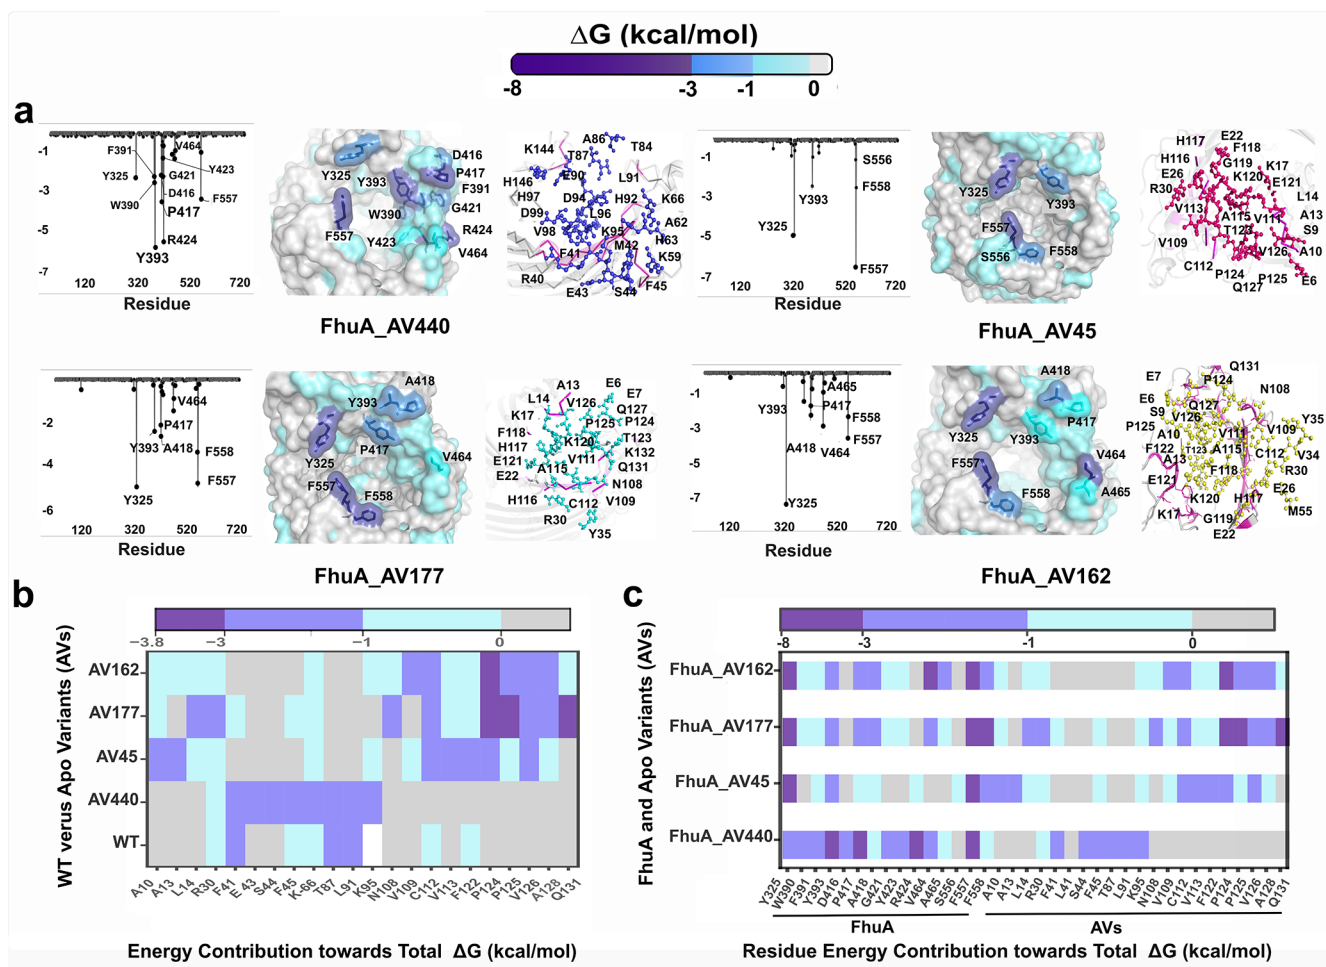 ΔG (kcal/mol)
-8 -3 -1 0
a
-1
-3
-5
-7
F391
V464
Y325
Y423
G421
D416
W390
P417
F557
R424
Y393
120 320 520 720
Residue
D416
Y325
Y393
P417
F391
W390
G421
F557
Y423
R424
V464
A86
K144
T87
T84
E90
L91
H146
H97
D94
H92
K66
D99
L96
A62
V98
K95
M42
H63
F41
K59
R40
E43
S44
F45
FhuA_AV440
-1
-3
-5
-7
S556
F558
Y393
Y325
F557
120 320 520 720
Residue
Y325
Y393
F557
S556
F558
E22
H117
F118
H116
G119
K17
E26
K120
E121
R30
L14
V113
A115
V111
A13
T123
S9
V109
V126
A10
C112
P124
P125
E6
Q127
FhuA_AV45
-2
-4
-6
V464
P417
Y393
A418
F558
Y325
F557
120 320 520 720
Residue
A418
Y393
P417
Y325
V464
F557
F558
A13
E6
L14
V126
E7
K17
Q127
P125
P124
F118
K120
T123
H117
V111
K132
E121
A115
Q131
E22
N108
H116
C112
V109
R30
Y35
FhuA_AV177
-1
-3
-5
-7
A465
Y393
P417
F558
A418
F557
V464
Y325
120 320 520 720
Residue
A418
P417
Y325
Y393
F557
V464
F558
A465
Q131
E7
P124
N108
E6
Q127
S9
V126
Y35
P125
V111
V109
A10
F122
T123
A115
C112
V34
A13
F118
R30
E121
E26
K120
H117
M55
K17
G119
E22
FhuA_AV162
b
−3.8 −3 −1 0
WT verus Apo Variants (AVs)
AV162
AV177
AV45
AV440
WT
A10 A13 L14 R30 F41 E-43 S44 F45 K-66 T87 L91 K95 N108 V109 C112 V113 F122 P124 P125 V126 A128 Q131
Energy Contribution towards Total ΔG (kcal/mol)
c
-8 -3 -1 0
FhuA and Apo Variants (AVs)
FhuA_AV162
FhuA_AV177
FhuA_AV45
FhuA_AV440
Y325 W390 F391 Y393 D416 P417 A418 G421 Y423 R424 V464 A465 S556 F557 F558 A10 A13 L14 R30 F41 L41 S44 F45 T87 L91 K95 N108 V109 C112 V113 F122 P124 P125 V126 A128 Q131
FhuA AVs
Residue Energy Contribution towards Total ΔG (kcal/mol)